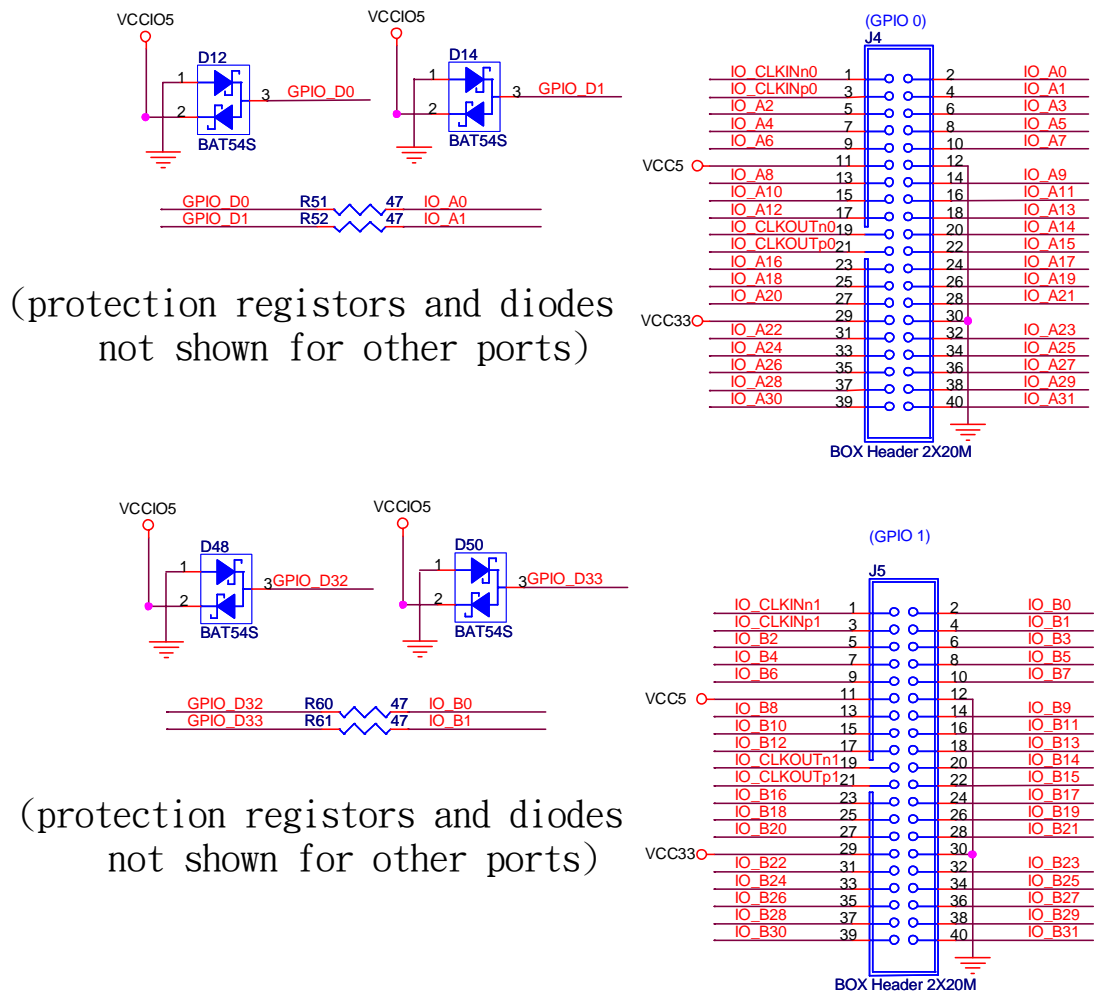 VCCIO5
D12
1
2
3
GPIO_D0
BAT54S
VCCIO5
D14
1
2
3
GPIO_D1
BAT54S
GPIO_D0 R51 47 IO_A0
GPIO_D1 R52 47 IO_A1
(protection registors and diodes
not shown for other ports)
(GPIO 0)
J4
IO_CLKINn0 1 2 IO_A0
IO_CLKINp0 3 4 IO_A1
IO_A2 5 6 IO_A3
IO_A4 7 8 IO_A5
IO_A6 9 10 IO_A7
VCC5 11 12
IO_A8 13 14 IO_A9
IO_A10 15 16 IO_A11
IO_A12 17 18 IO_A13
IO_CLKOUTn0 19 20 IO_A14
IO_CLKOUTp0 21 22 IO_A15
IO_A16 23 24 IO_A17
IO_A18 25 26 IO_A19
IO_A20 27 28 IO_A21
VCC33 29 30
IO_A22 31 32 IO_A23
IO_A24 33 34 IO_A25
IO_A26 35 36 IO_A27
IO_A28 37 38 IO_A29
IO_A30 39 40 IO_A31
BOX Header 2X20M
VCCIO5
D48
1
2
3
GPIO_D32
BAT54S
VCCIO5
D50
1
2
3
GPIO_D33
BAT54S
GPIO_D32 R60 47 IO_B0
GPIO_D33 R61 47 IO_B1
(protection registors and diodes
not shown for other ports)
(GPIO 1)
J5
IO_CLKINn1 1 2 IO_B0
IO_CLKINp1 3 4 IO_B1
IO_B2 5 6 IO_B3
IO_B4 7 8 IO_B5
IO_B6 9 10 IO_B7
VCC5 11 12
IO_B8 13 14 IO_B9
IO_B10 15 16 IO_B11
IO_B12 17 18 IO_B13
IO_CLKOUTn1 19 20 IO_B14
IO_CLKOUTp1 21 22 IO_B15
IO_B16 23 24 IO_B17
IO_B18 25 26 IO_B19
IO_B20 27 28 IO_B21
VCC33 29 30
IO_B22 31 32 IO_B23
IO_B24 33 34 IO_B25
IO_B26 35 36 IO_B27
IO_B28 37 38 IO_B29
IO_B30 39 40 IO_B31
BOX Header 2X20M